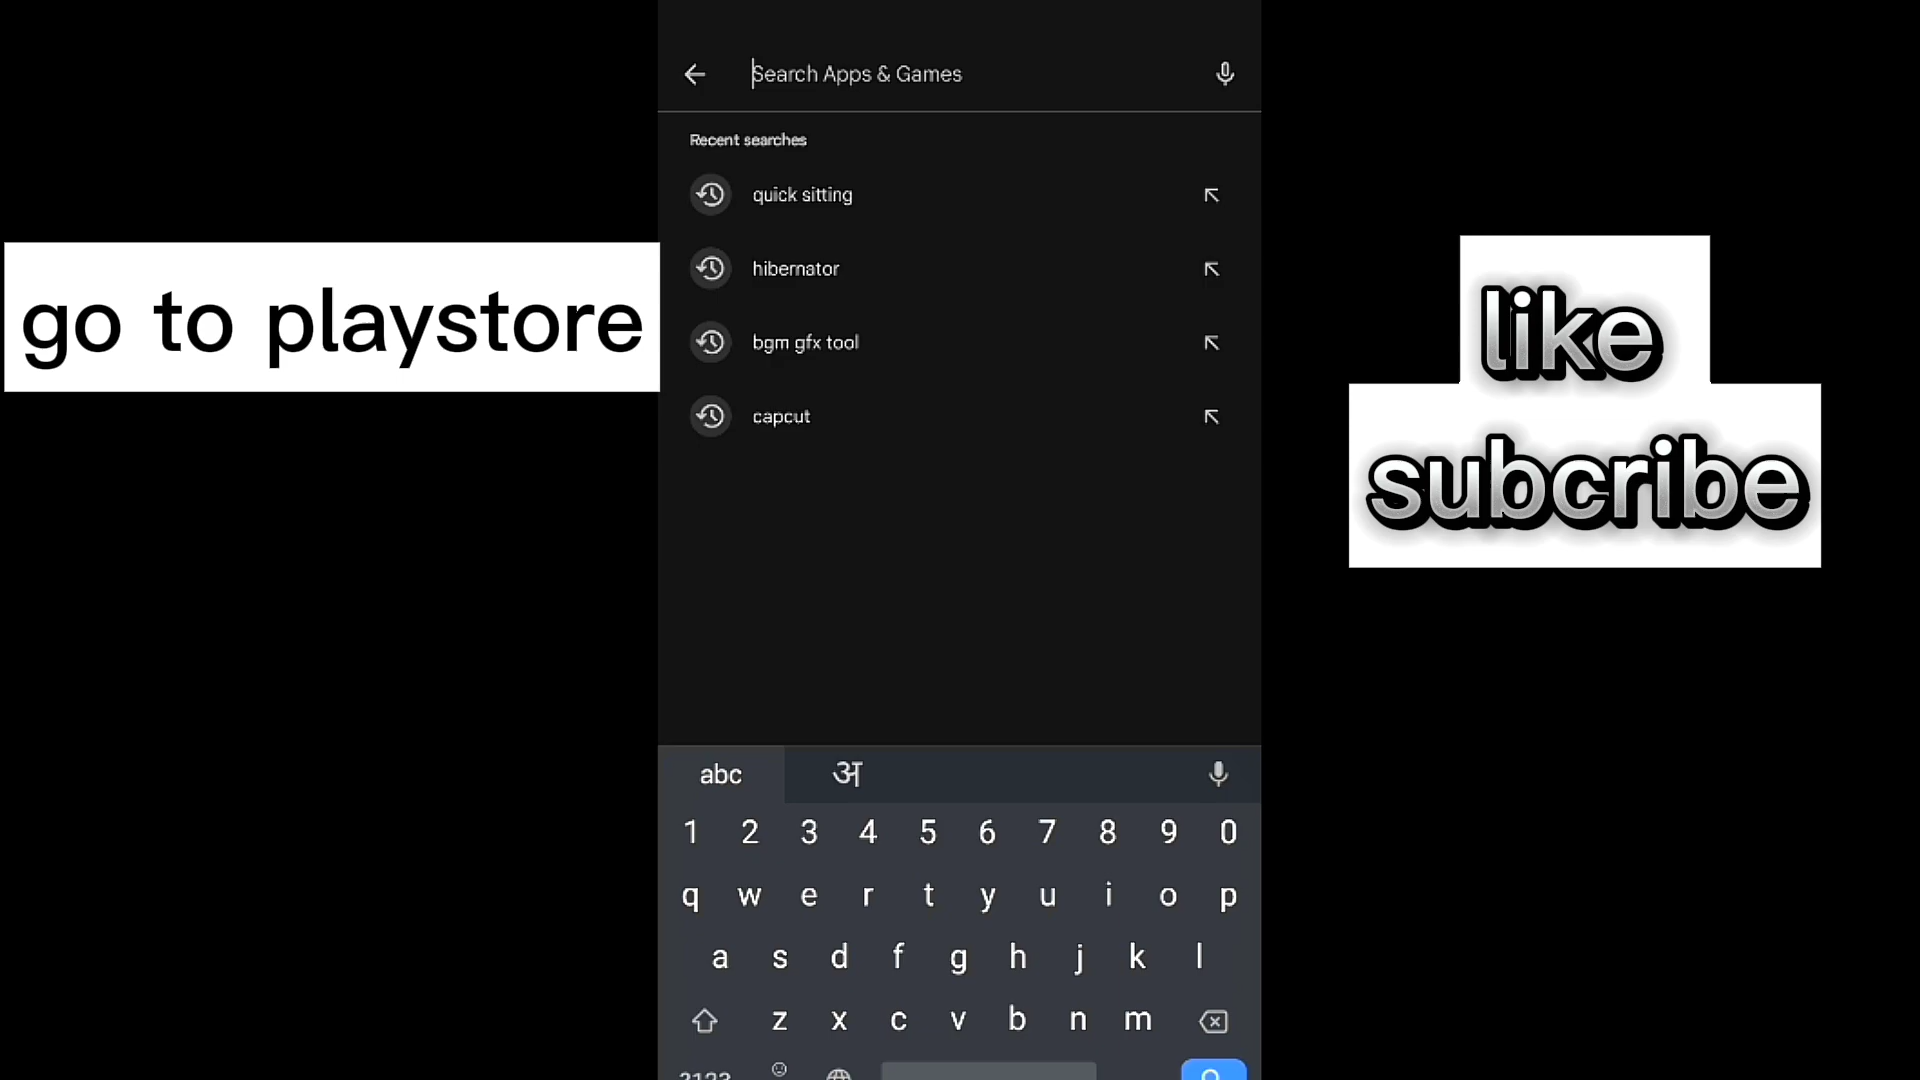 Search Apps & Games
Recent searches
quick sitting
hibernator
bgm gfx tool
capcut
go to playstore
like
subcribe
abc अ
1 2 3 4 5 6 7 8 9 0
q w e r t y u i o p
a s d f g h j k l
z x c v b n m